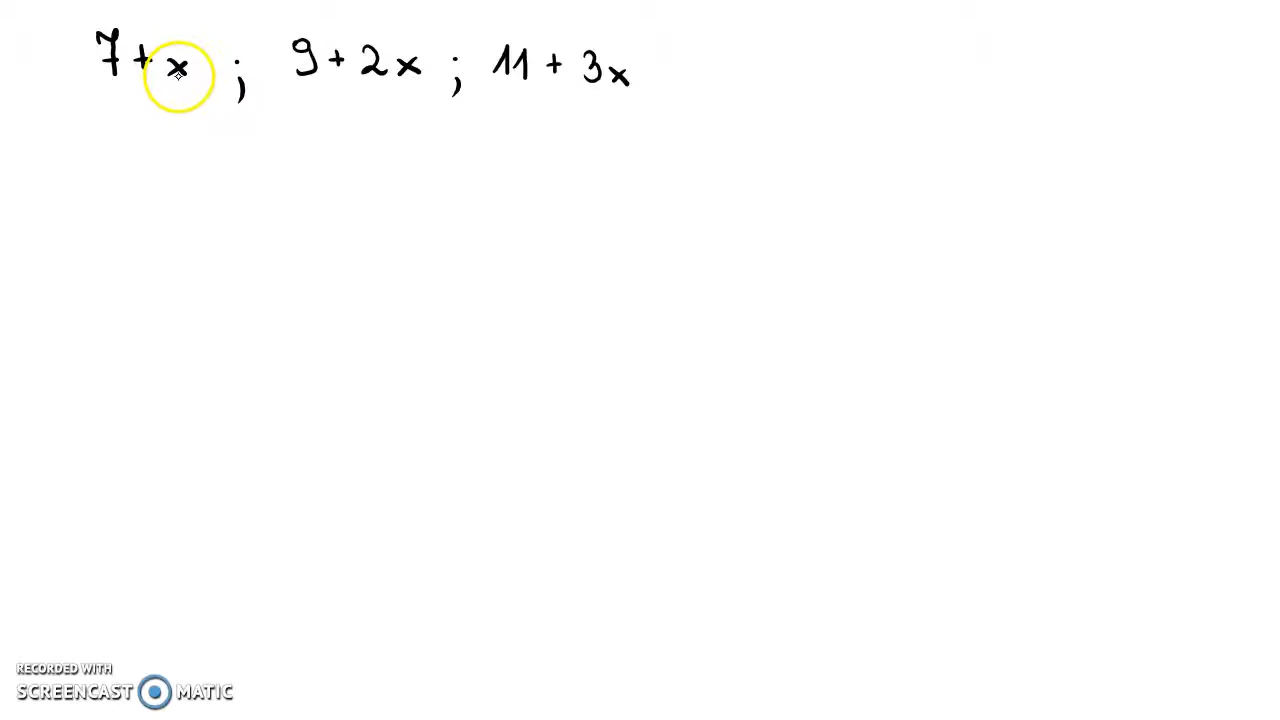 7 + x ; 9 + 2x ; 11 + 3x
RECORDED WITH
SCREENCAST MATIC